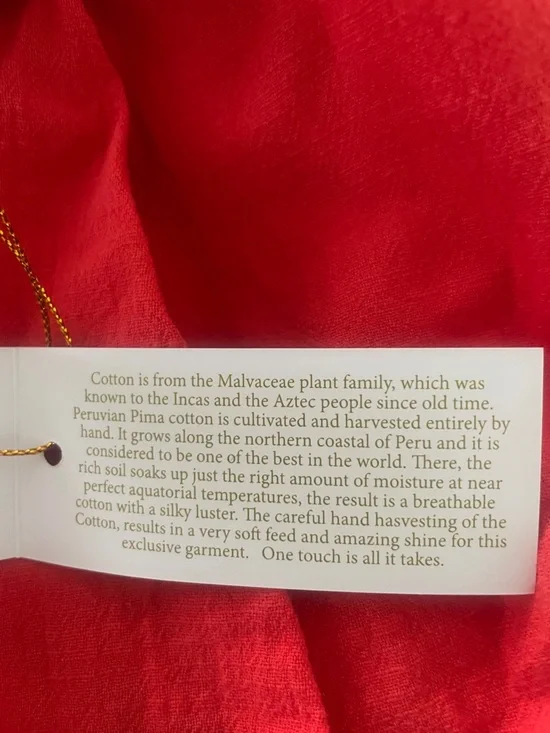 Cotton is from the Malvaceae plant family, which was
known to the Incas and the Aztec people since old time.
Peruvian Pima cotton is cultivated and harvested entirely by
hand. It grows along the northern coastal of Peru and it is
considered to be one of the best in the world. There, the
rich soil soaks up just the right amount of moisture at near
perfect aquatorial temperatures, the result is a breathable
cotton with a silky luster. The careful hand hasvesting of the
Cotton, results in a very soft feed and amazing shine for this
exclusive garment. One touch is all it takes.